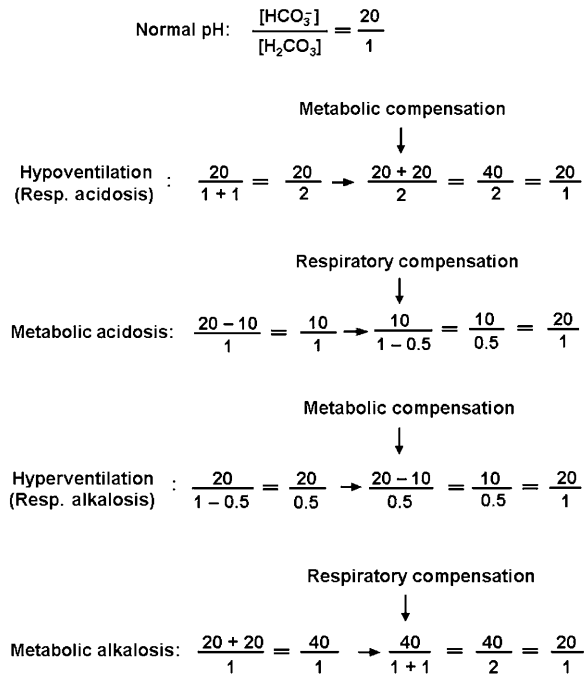 Normal pH: [HCO₃⁻] / [H₂CO₃] = 20 / 1
Metabolic compensation
Hypoventilation
(Resp. acidosis) : 20 / 1 + 1 = 20 / 2 → 20 + 20 / 2 = 40 / 2 = 20 / 1
Respiratory compensation
Metabolic acidosis: 20 – 10 / 1 = 10 / 1 → 10 / 1 – 0.5 = 10 / 0.5 = 20 / 1
Metabolic compensation
Hyperventilation
(Resp. alkalosis) : 20 / 1 – 0.5 = 20 / 0.5 → 20 – 10 / 0.5 = 10 / 0.5 = 20 / 1
Respiratory compensation
Metabolic alkalosis: 20 + 20 / 1 = 40 / 1 → 40 / 1 + 1 = 40 / 2 = 20 / 1